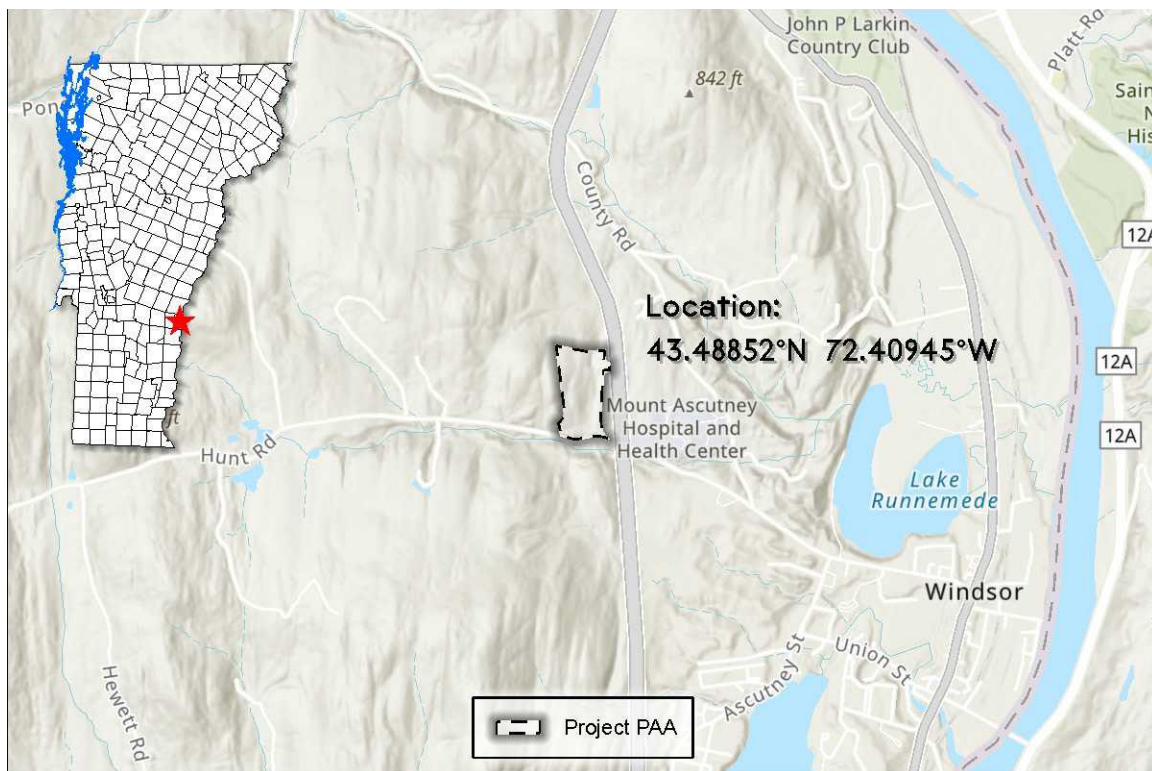 John P Larkin
Country Club
Platt Rd
842 ft
Pon
County Rd
12A
Location:
43.48852°N 72.40945°W
12A
Mount Ascutney
Hospital and
Health Center
ft
Hunt Rd
12A
Lake
Runnemede
Windsor
Union St
Ascutney St
Hewett Rd
Project PAA
Sain
N
His